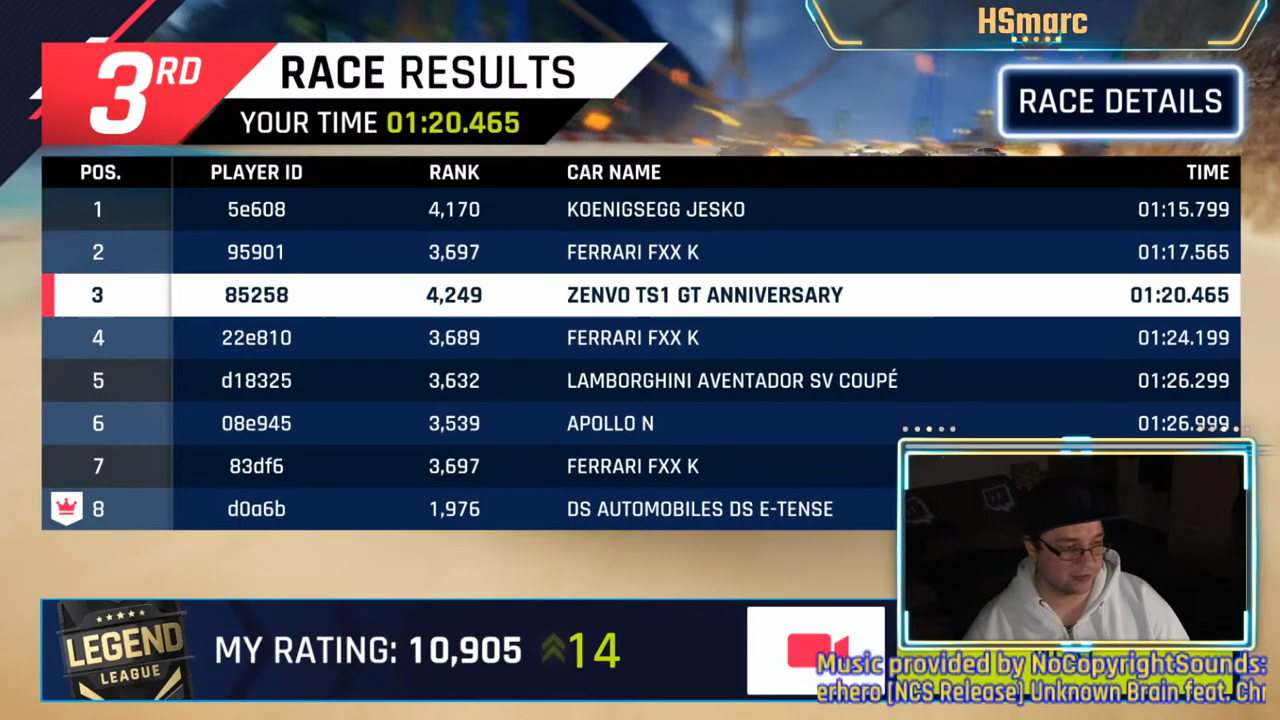 HSmarc
3RD
RACE RESULTS
YOUR TIME 01:20.465
RACE DETAILS
POS. PLAYER ID RANK CAR NAME TIME
1 5e608 4,170 KOENIGSEGG JESKO 01:15.799
2 95901 3,697 FERRARI FXX K 01:17.565
3 85258 4,249 ZENVO TS1 GT ANNIVERSARY 01:20.465
4 22e810 3,689 FERRARI FXX K 01:24.199
5 d18325 3,632 LAMBORGHINI AVENTADOR SV COUPÉ 01:26.299
6 08e945 3,539 APOLLO N 01:26.999
7 83df6 3,697 FERRARI FXX K
8 d0a6b 1,976 DS AUTOMOBILES DS E-TENSE
LEGEND
LEAGUE
MY RATING: 10,905 14
Music provided by NoCopyrightSounds:
erhero [NCS Release] Unknown Brain feat.